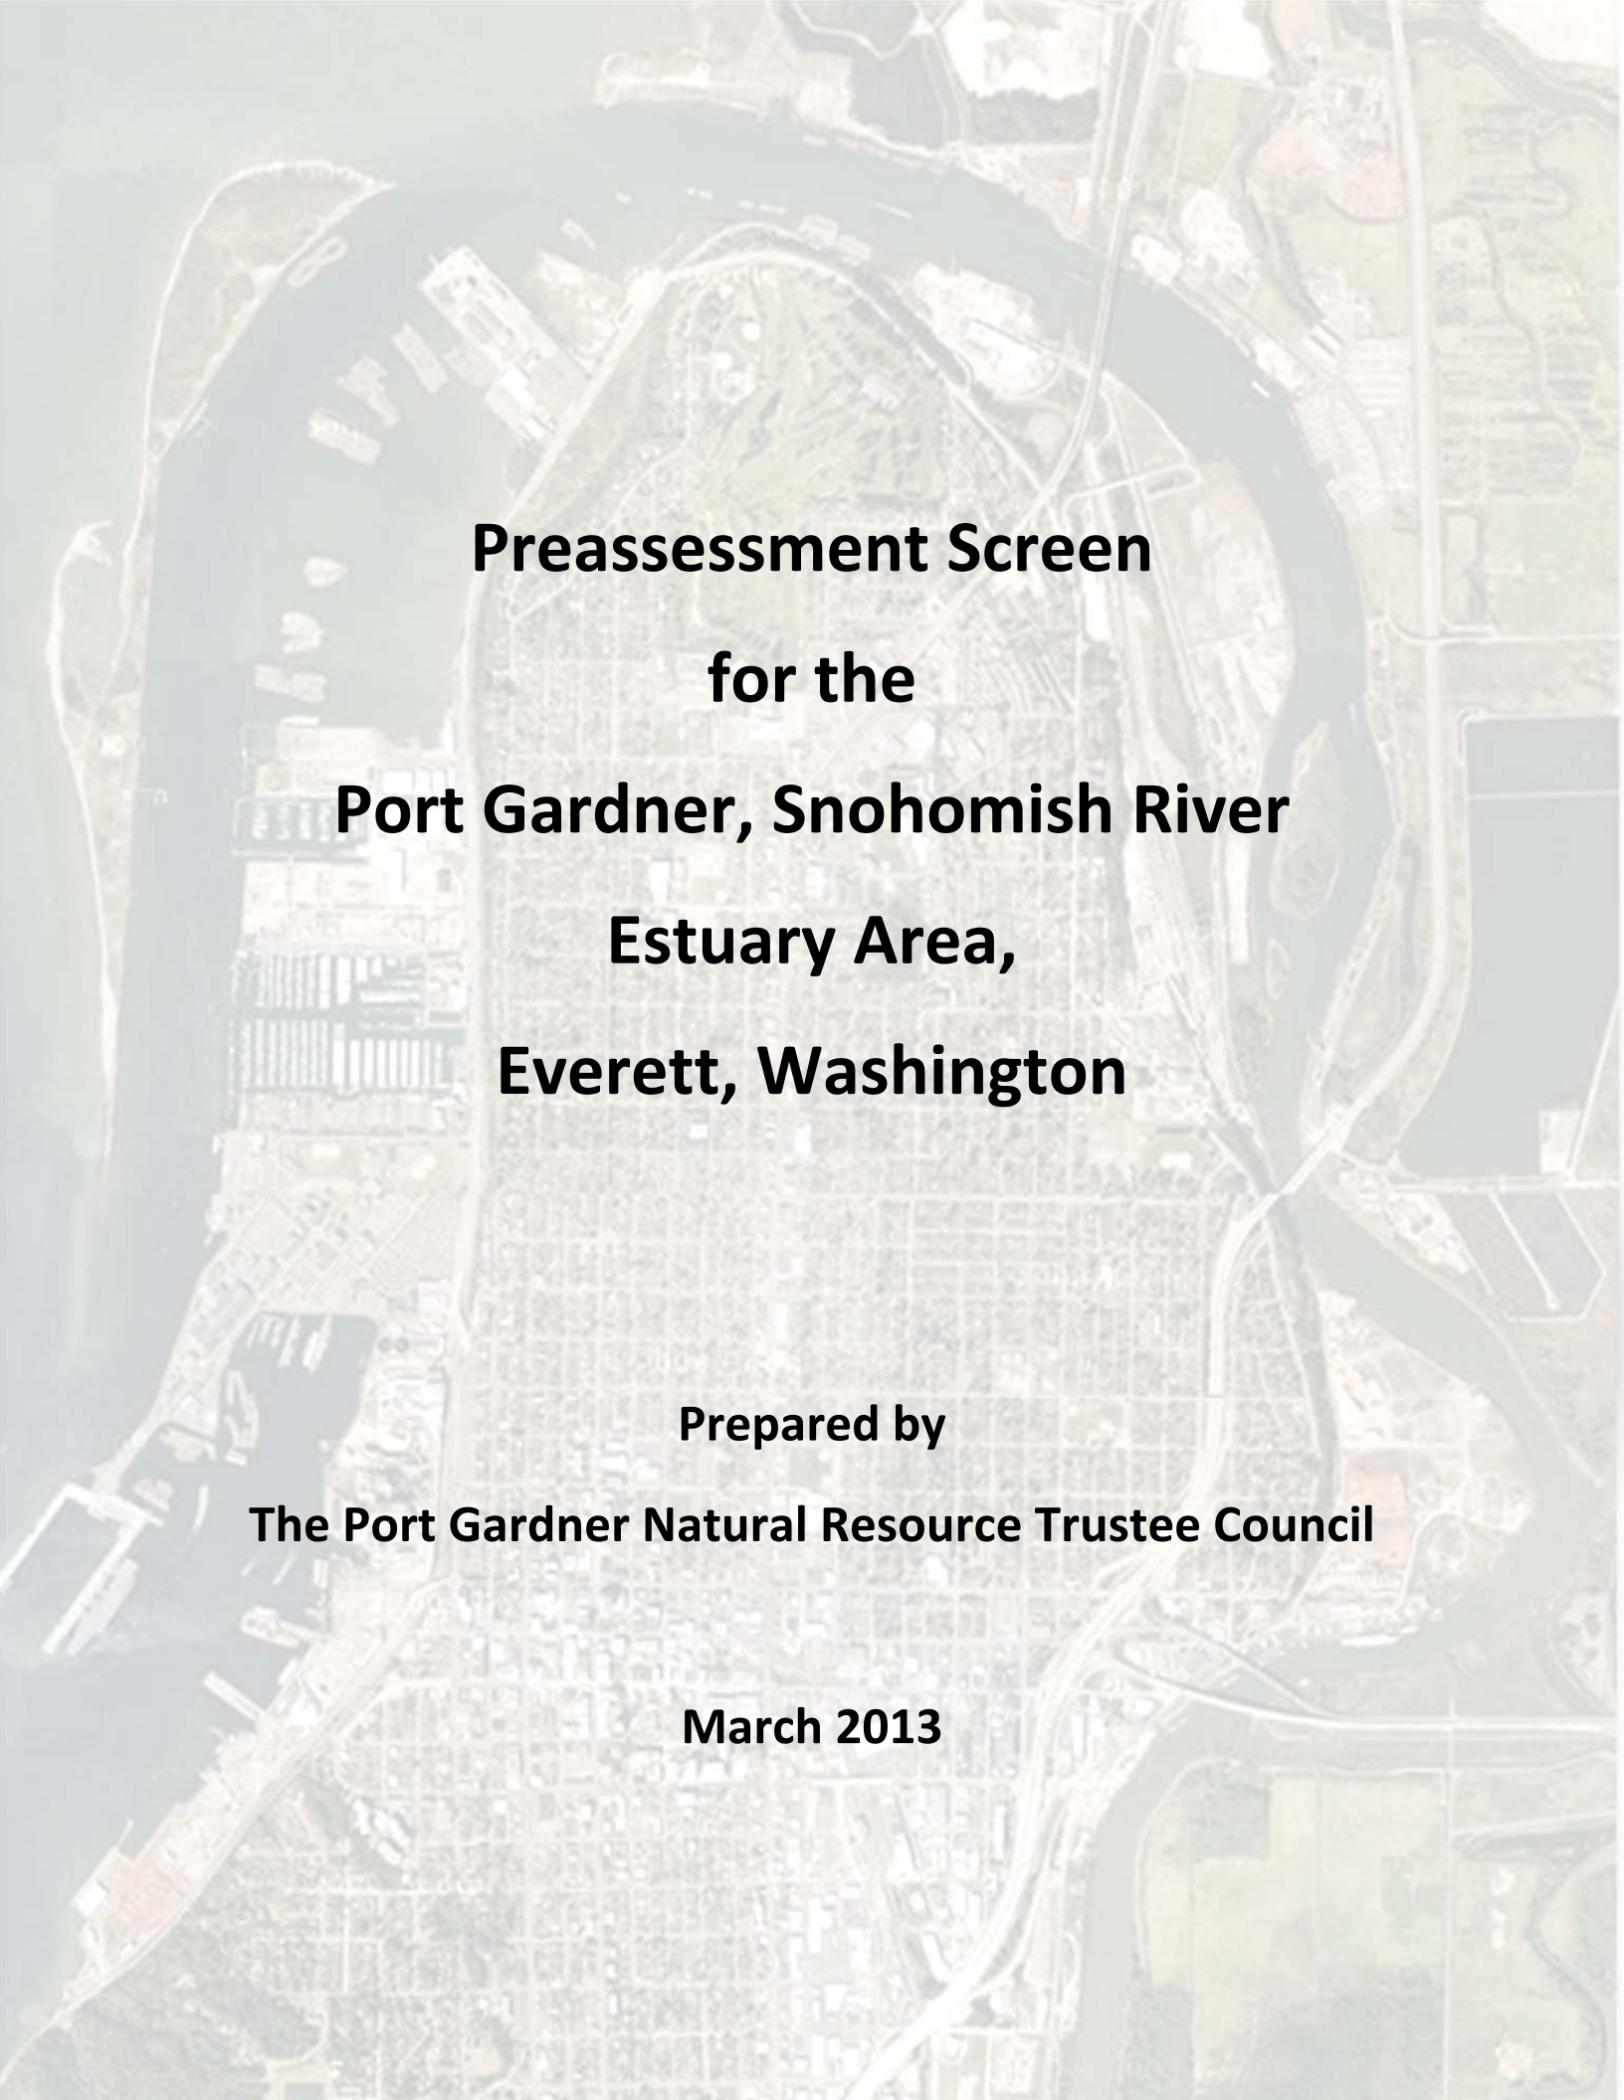 Preassessment Screen
for the
Port Gardner, Snohomish River
Estuary Area,
Everett, Washington
Prepared by
The Port Gardner Natural Resource Trustee Council
March 2013